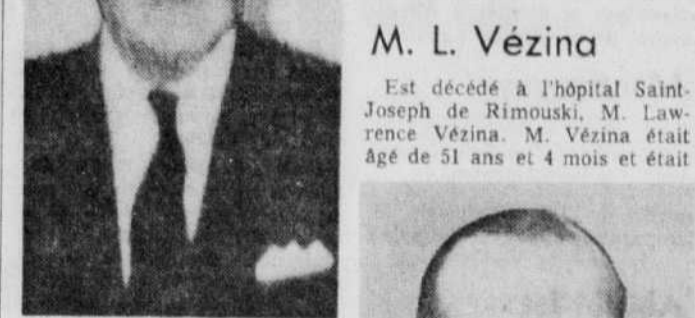 M. L. Vézina
Est décédé à l'hôpital Saint-
Joseph de Rimouski, M. Law-
rence Vézina. M. Vézina était
âgé de 51 ans et 4 mois et était